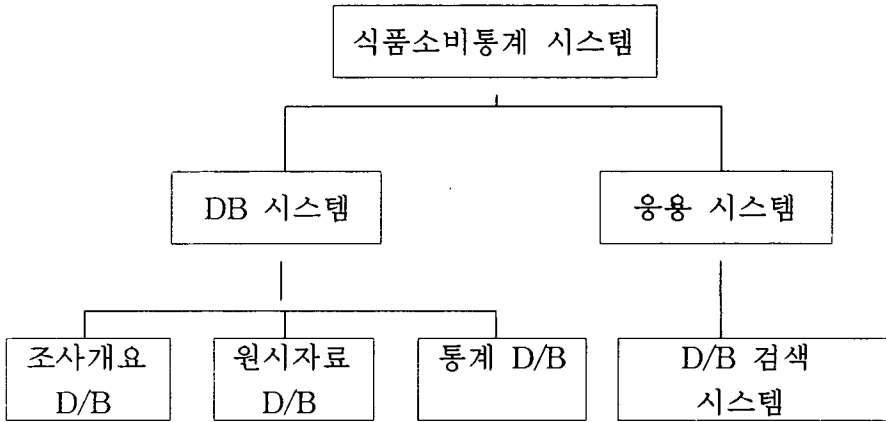 식품소비통계 시스템
DB 시스템
응용 시스템
조사개요
D/B
원시자료
D/B
통계 D/B
D/B 검색
시스템